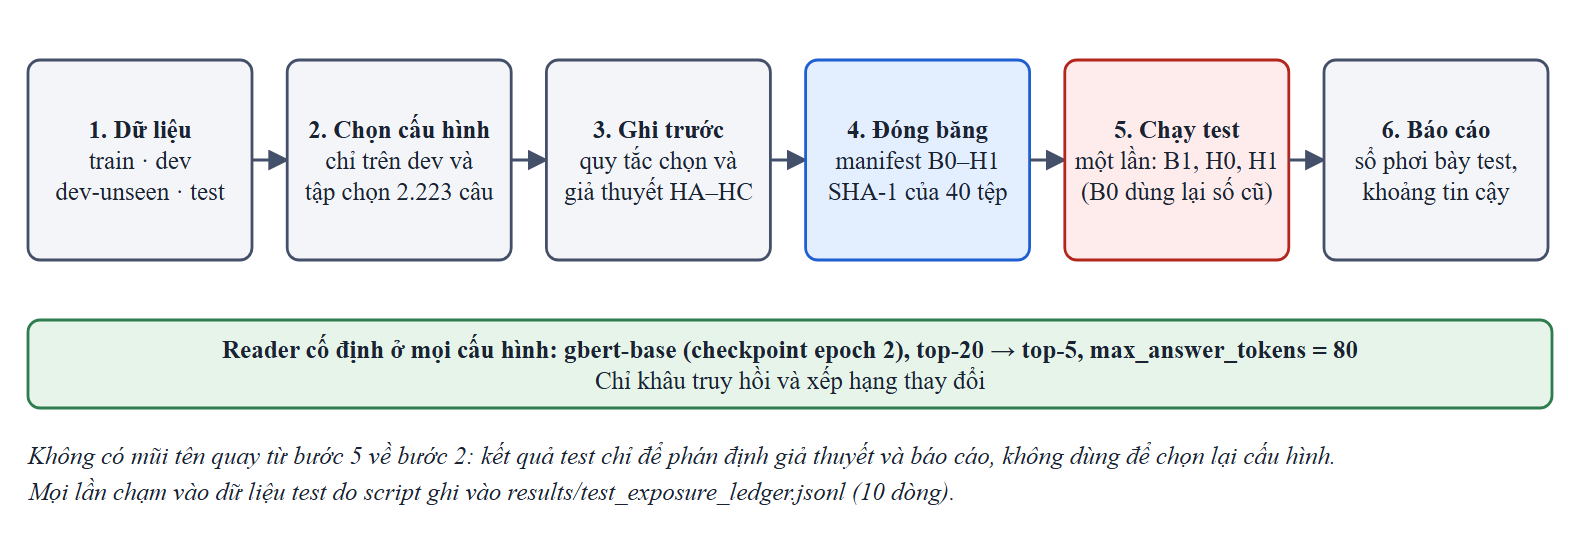 1. Dữ liệu
train · dev
dev-unseen · test
2. Chọn cấu hình
chỉ trên dev và
tập chọn 2.223 câu
3. Ghi trước
quy tắc chọn và
giả thuyết HA–HC
4. Đóng băng
manifest B0–H1
SHA-1 của 40 tệp
5. Chạy test
một lần: B1, H0, H1
(B0 dùng lại số cũ)
6. Báo cáo
sổ phơi bày test,
khoảng tin cậy
Reader cố định ở mọi cấu hình: gbert-base (checkpoint epoch 2), top-20 → top-5, max_answer_tokens = 80
Chỉ khâu truy hồi và xếp hạng thay đổi
Không có mũi tên quay từ bước 5 về bước 2: kết quả test chỉ để phân định giả thuyết và báo cáo, không dùng để chọn lại cấu hình.
Mọi lần chạm vào dữ liệu test do script ghi vào results/test_exposure_ledger.jsonl (10 dòng).